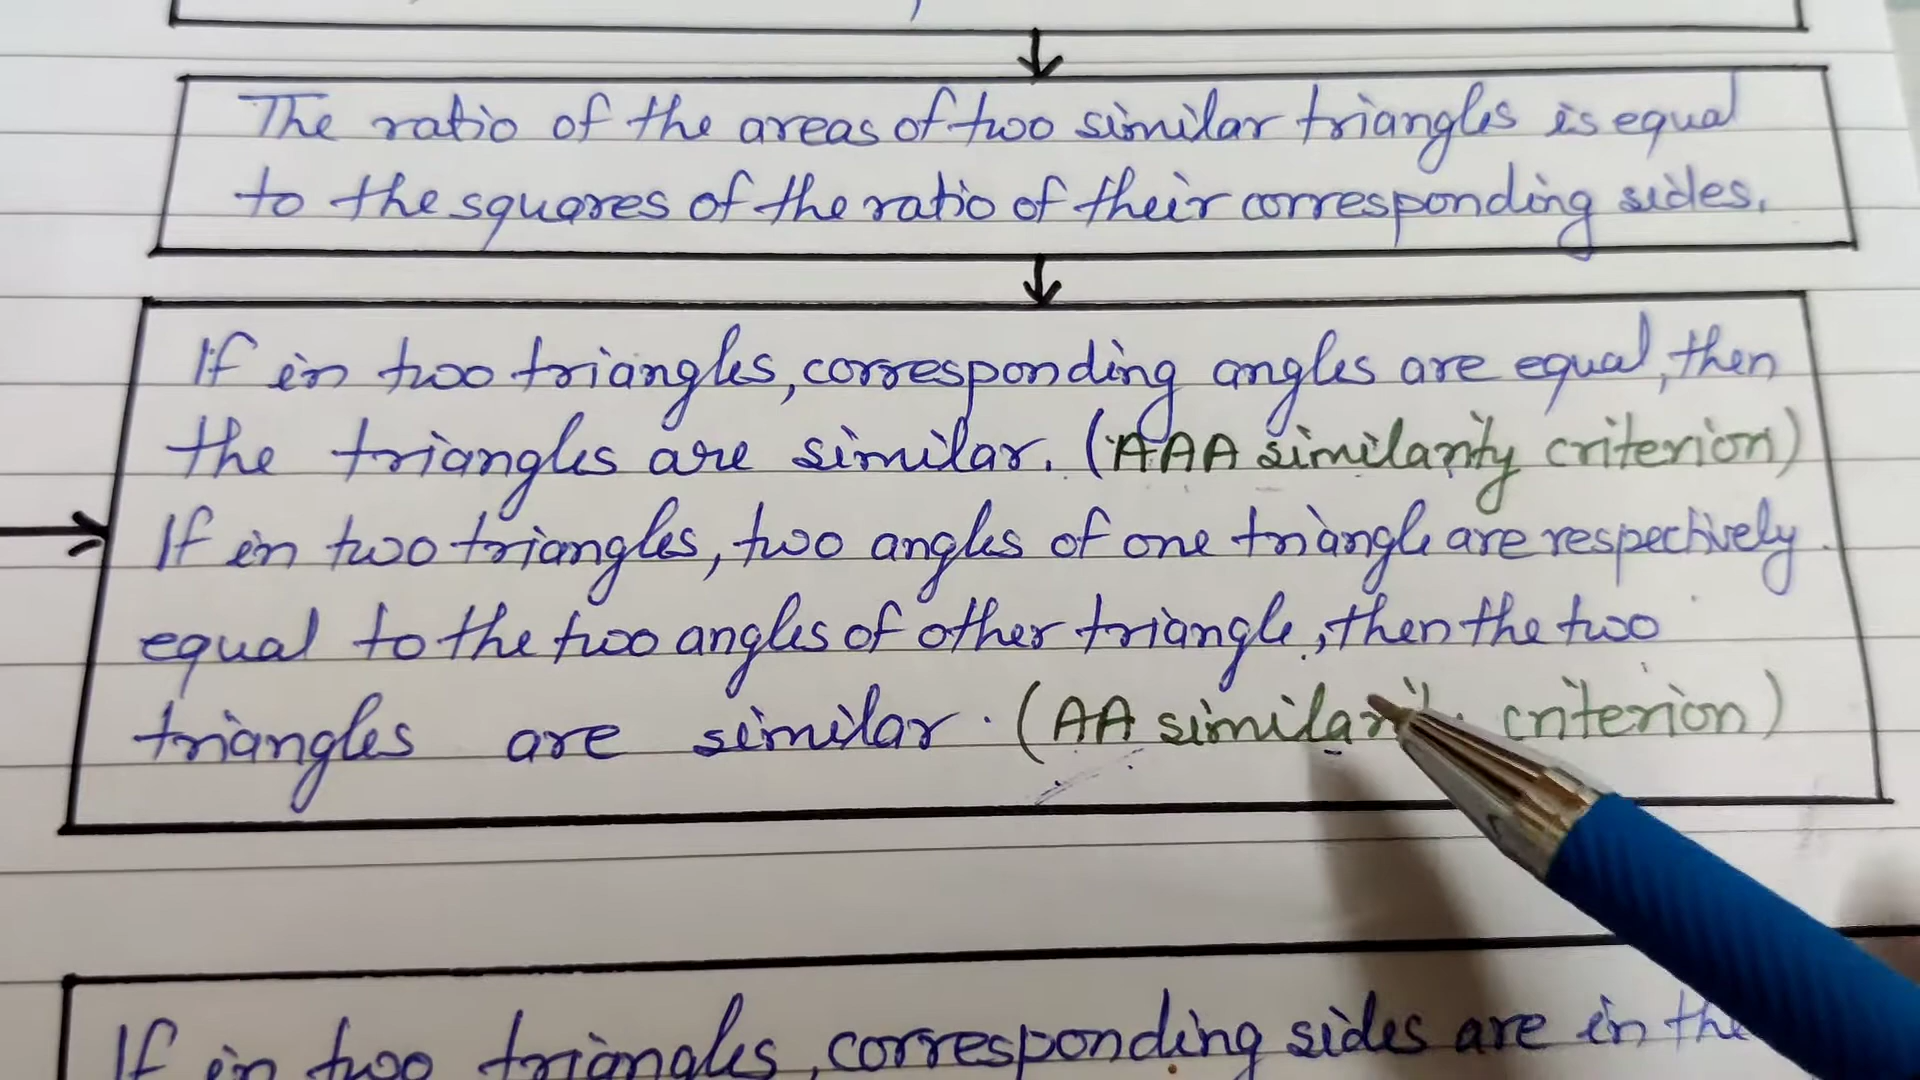 The ratio of the areas of two similar triangles is equal
to the squares of the ratio of their corresponding sides.
If in two triangles, corresponding angles are equal, then
the triangles are similar. (AAA similarity criterion)
If in two triangles, two angles of one triangle are respectively
equal to the two angles of other triangle, then the two
triangles are similar. (AA similarity criterion)
If in two triangles, corresponding sides are in the